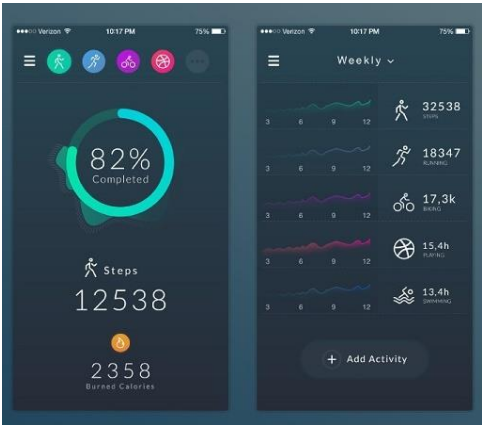 ●●●○○ Verizon 10:17 PM 75%
82%
Completed
Steps
12538
2358
Burned Calories
●●●○○ Verizon 10:17 PM 75%
Weekly
3 6 9 12
32538
STEPS
3 6 9 12
18347
RUNNING
3 6 9 12
17,3k
BIKING
3 6 9 12
15,4h
PLAYING
3 6 9 12
13,4h
SWIMMING
+ Add Activity